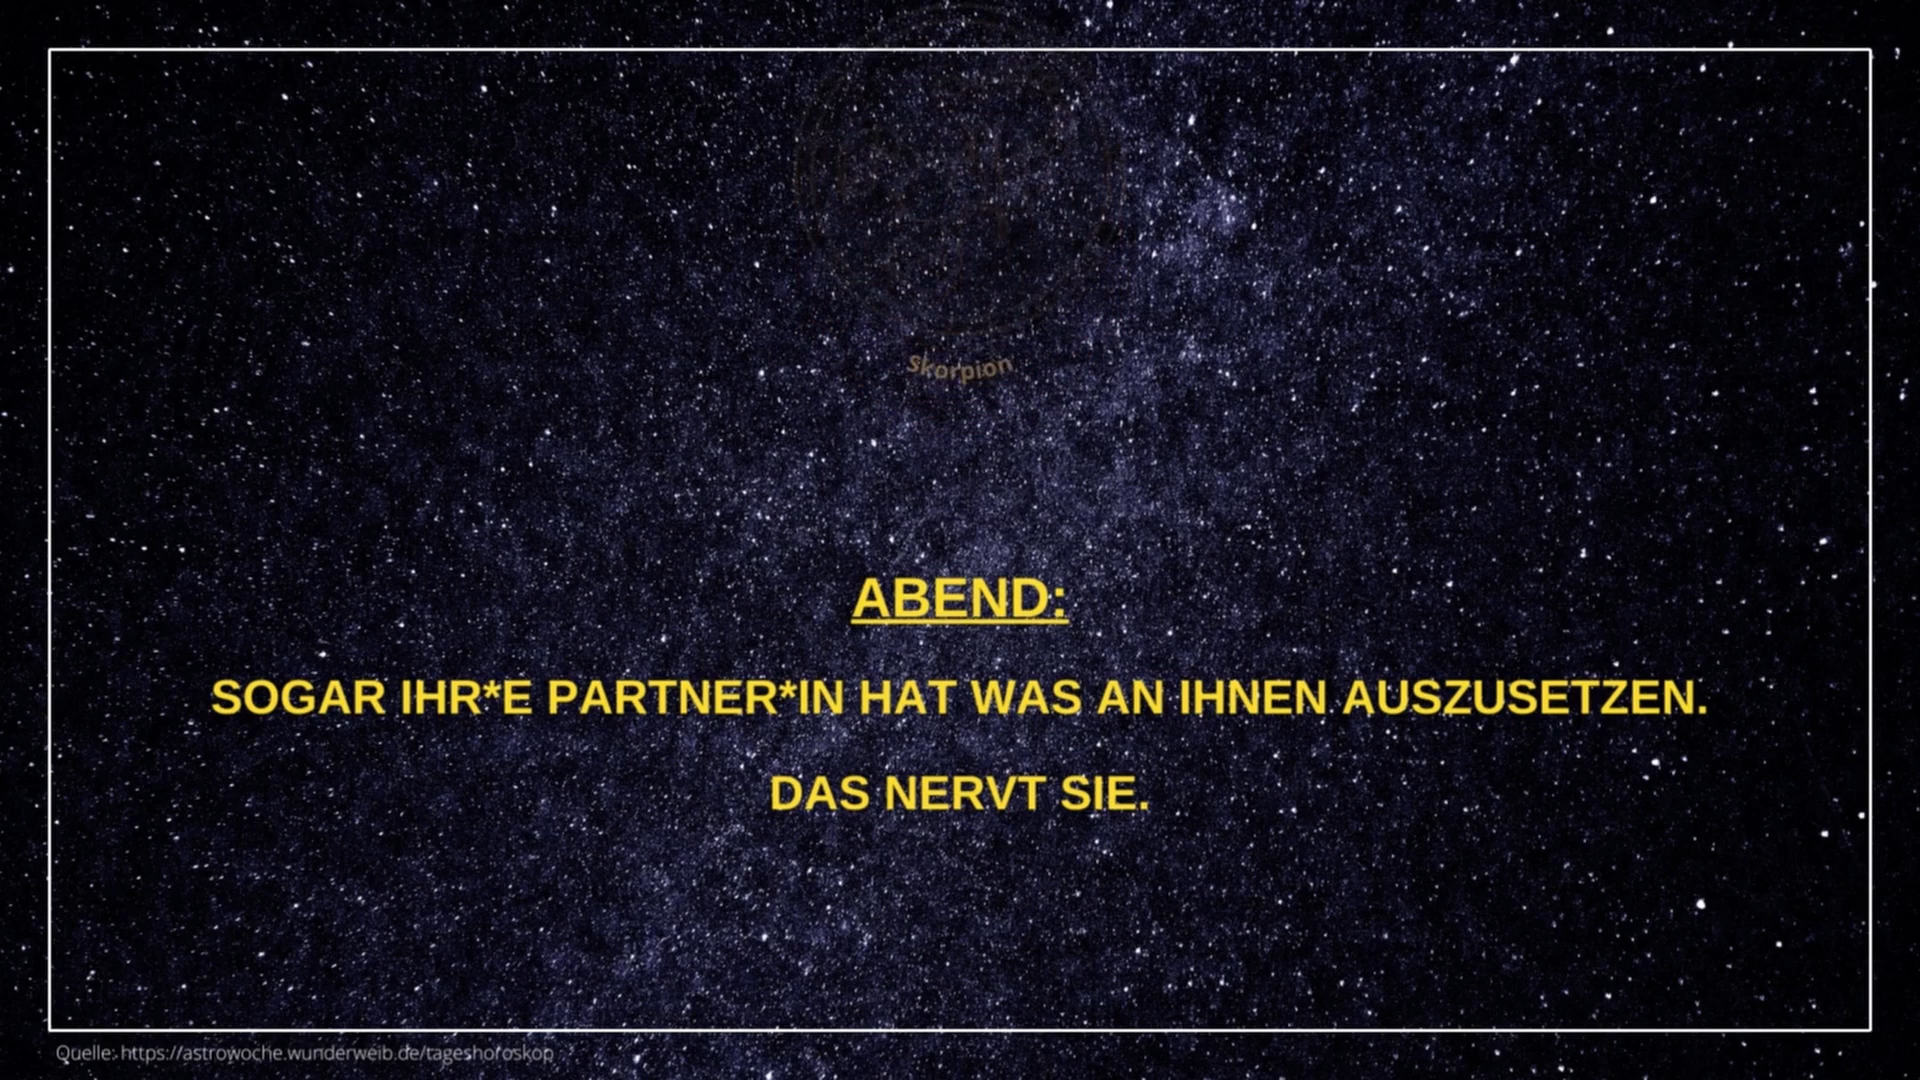 skorpion
ABEND:
SOGAR IHR*E PARTNER*IN HAT WAS AN IHNEN AUSZUSETZEN.
DAS NERVT SIE.
Quelle: https://astrowoche.wunderweib.de/tageshoroskop